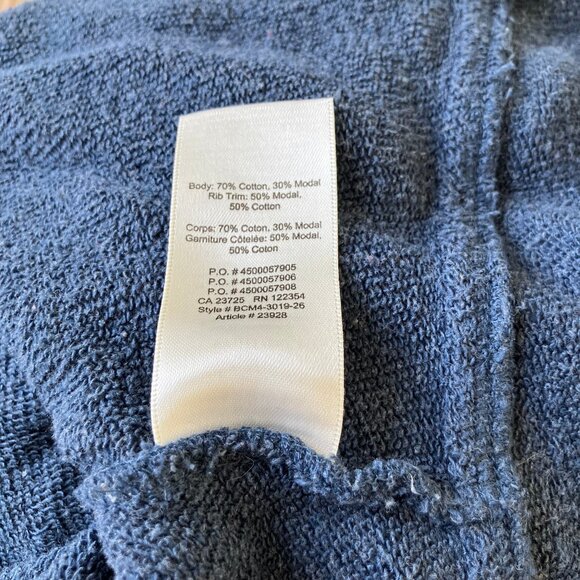 Body: 70% Cotton, 30% Modal
Rib Trim: 50% Modal,
50% Cotton
Corps: 70% Coton, 30% Modal
Garniture Côtelée: 50% Modal,
50% Coton
P.O. # 4500057905
P.O. # 4500057906
P.O. # 4500057908
CA 23725 RN 122354
Style # BCM4-3019-26
Article # 23928